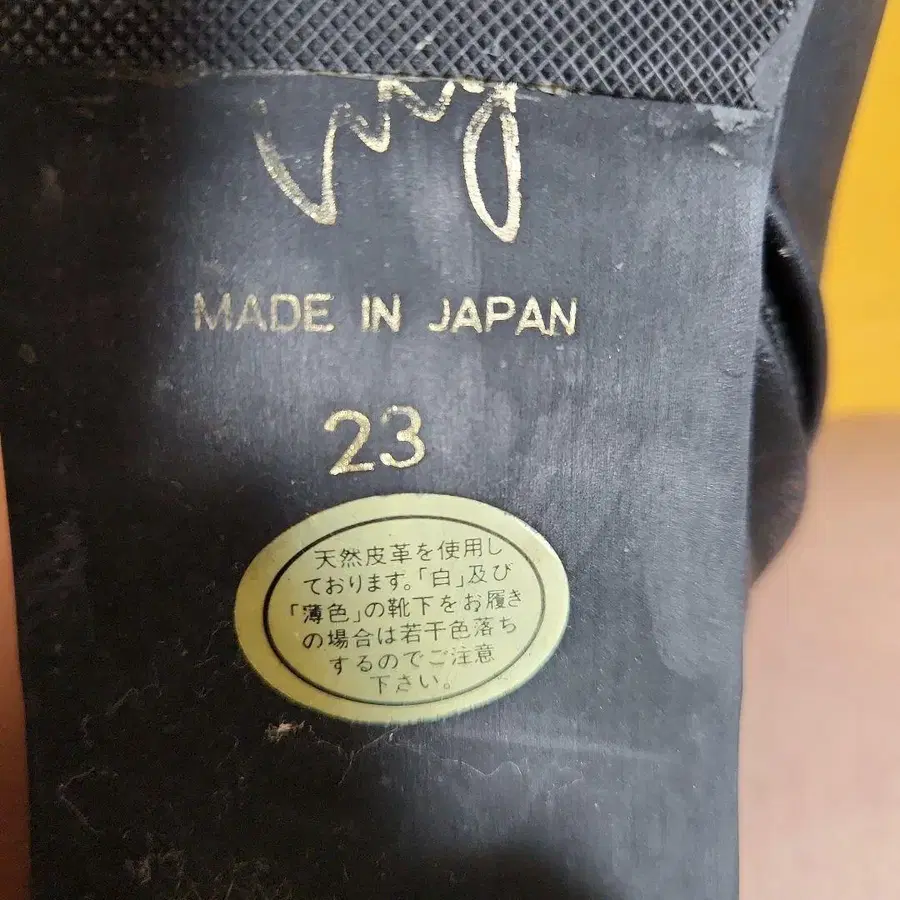 MADE IN JAPAN
23
天然皮革を使用し
ております。「白」及び
「薄色」の靴下をお履き
の場合は若干色落ち
するのでご注意
下さい。